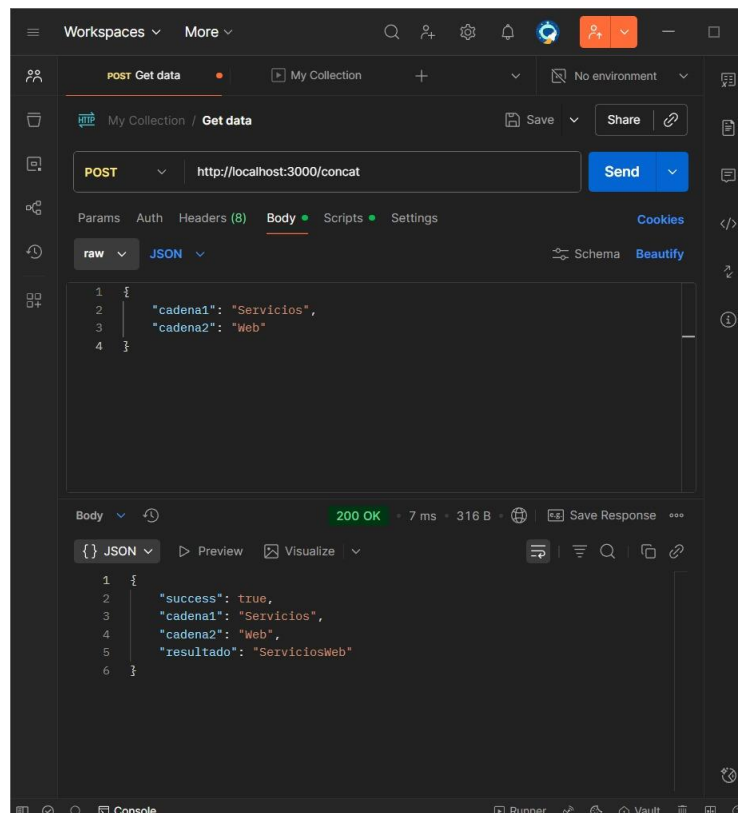 Workspaces More
POST Get data My Collection No environment
HTTP My Collection / Get data Save Share
POST http://localhost:3000/concat Send
Params Auth Headers (8) Body Scripts Settings Cookies
raw JSON Schema Beautify
1 {
2 "cadena1": "Servicios",
3 "cadena2": "Web"
4 }
Body 200 OK 7 ms 316 B e.g. Save Response
{} JSON Preview Visualize
1 {
2 "success": true,
3 "cadena1": "Servicios",
4 "cadena2": "Web",
5 "resultado": "ServiciosWeb"
6 }
Console Runner Vault